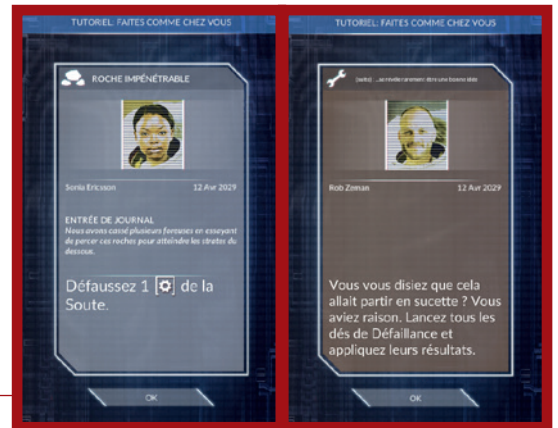 TUTORIEL: FAITES COMME CHEZ VOUS
ROCHE IMPÉNÉTRABLE
Sonia Ericsson 12 Avr 2029
ENTRÉE DE JOURNAL
Nous avons cassé plusieurs foreuses en essayant
de percer ces roches pour atteindre les strates du
dessous.
Défaussez 1 de la
Soute.
OK
TUTORIEL: FAITES COMME CHEZ VOUS
(suite) ...se révéler rarement être une bonne idée
Rob Zeman 12 Avr 2029
Vous vous disiez que cela
allait partir en sucette ? Vous
aviez raison. Lancez tous les
dés de Défaillance et
appliquez leurs résultats.
OK